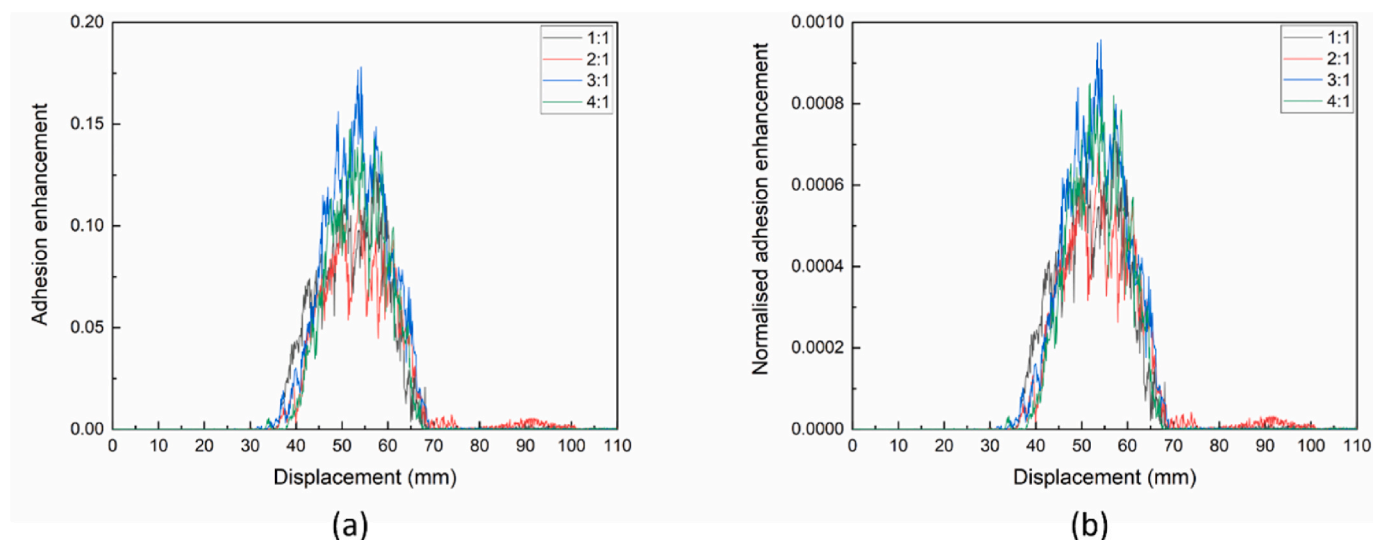 Adhesion enhancement
0.20
0.15
0.10
0.05
0.00
1:1
2:1
3:1
4:1
0 10 20 30 40 50 60 70 80 90 100 110
Displacement (mm)
(a)
Normalised adhesion enhancement
0.0010
0.0008
0.0006
0.0004
0.0002
0.0000
1:1
2:1
3:1
4:1
0 10 20 30 40 50 60 70 80 90 100 110
Displacement (mm)
(b)